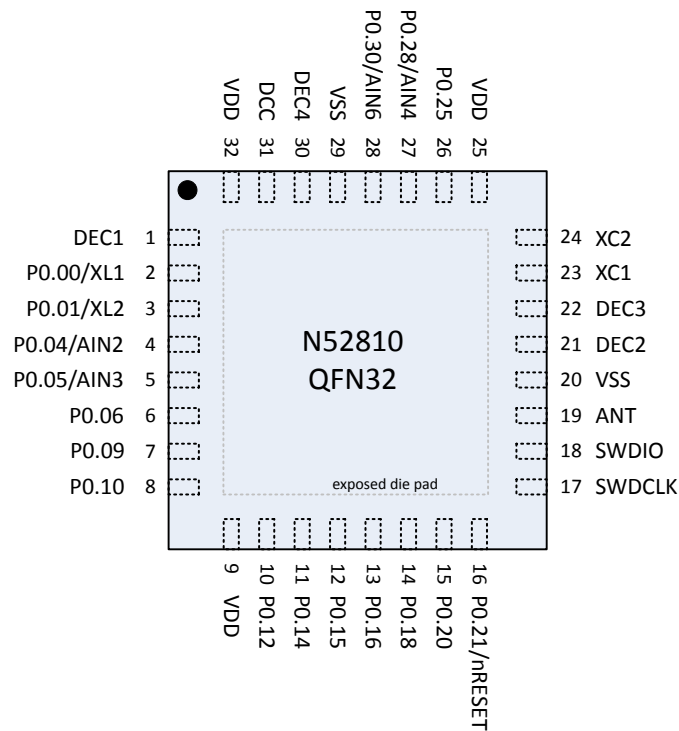 VDD 32
DCC 31
DEC4 30
VSS 29
P0.30/AIN6 28
P0.28/AIN4 27
P0.25 26
VDD 25
DEC1 1
P0.00/XL1 2
P0.01/XL2 3
P0.04/AIN2 4
P0.05/AIN3 5
P0.06 6
P0.09 7
P0.10 8
N52810
QFN32
exposed die pad
24 XC2
23 XC1
22 DEC3
21 DEC2
20 VSS
19 ANT
18 SWDIO
17 SWDCLK
9 VDD
10 P0.12
11 P0.14
12 P0.15
13 P0.16
14 P0.18
15 P0.20
16 P0.21/nRESET